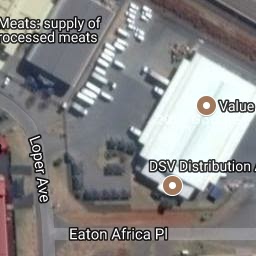 Meats: supply of
rocessed meats
Value
Loper Ave
DSV Distribution
Eaton Africa Pl